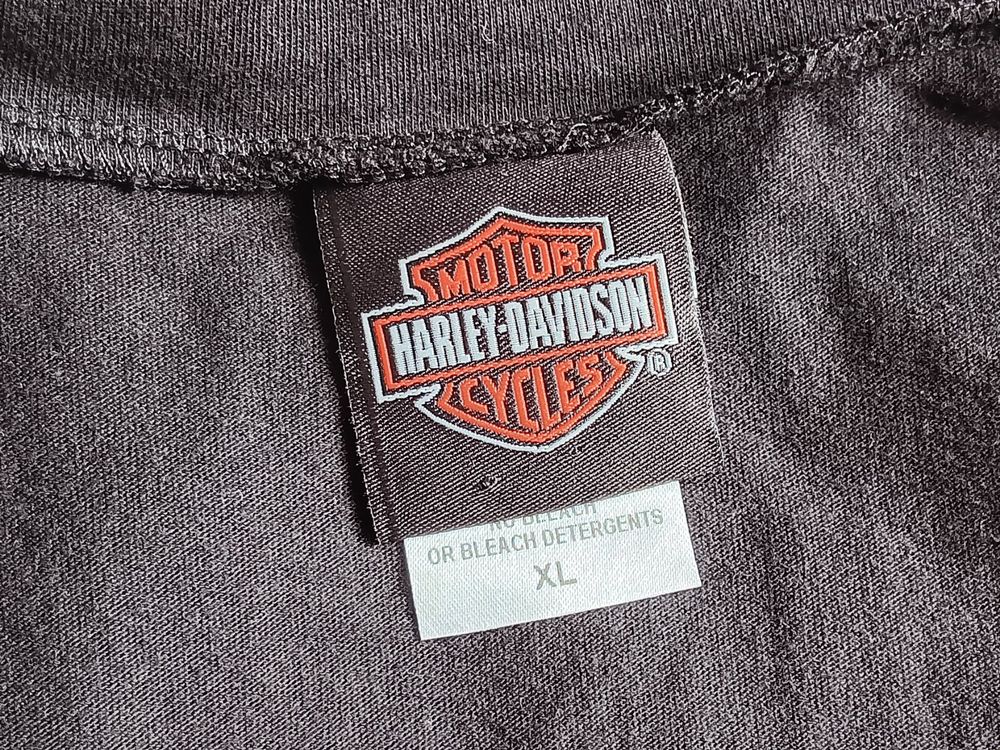 MOTOR
HARLEY-DAVIDSON
CYCLES
®
NO BLEACH
OR BLEACH DETERGENTS
XL